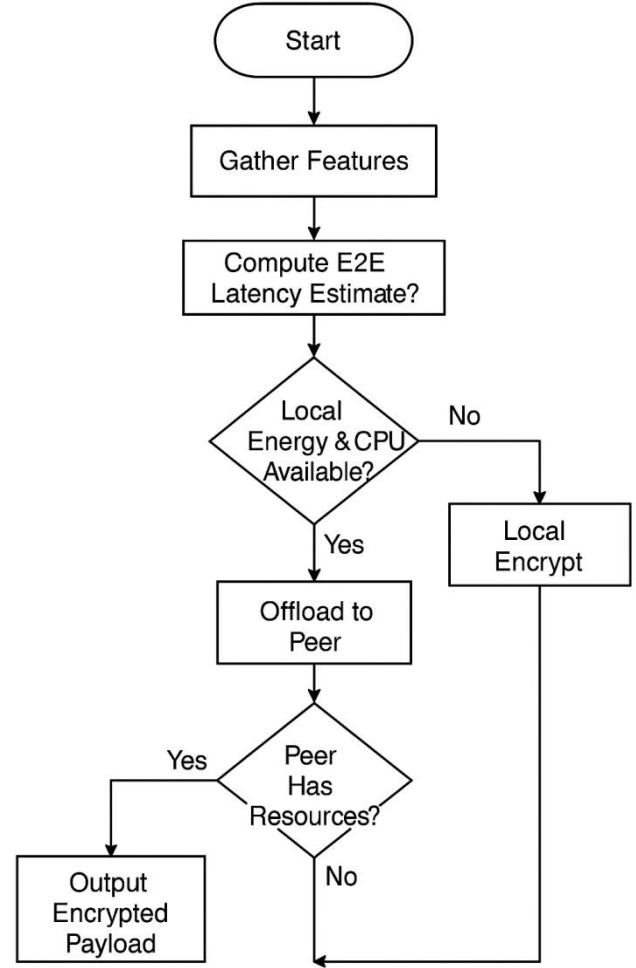 Start
Gather Features
Compute E2E
Latency Estimate?
Local
Energy & CPU
Available?
No
Yes
Local
Encrypt
Offload to
Peer
Yes
Peer
Has
Resources?
No
Output
Encrypted
Payload